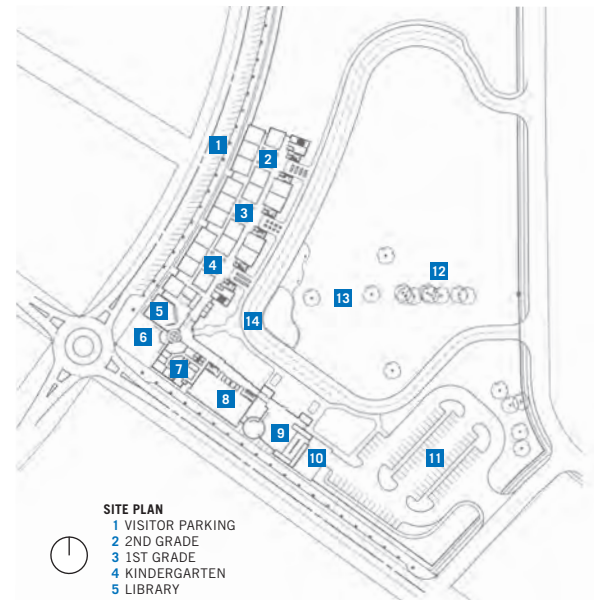 1
2
3
4
12
13
5
14
6
7
8
9
10
11
SITE PLAN
1 VISITOR PARKING
2 2ND GRADE
3 1ST GRADE
4 KINDERGARTEN
5 LIBRARY